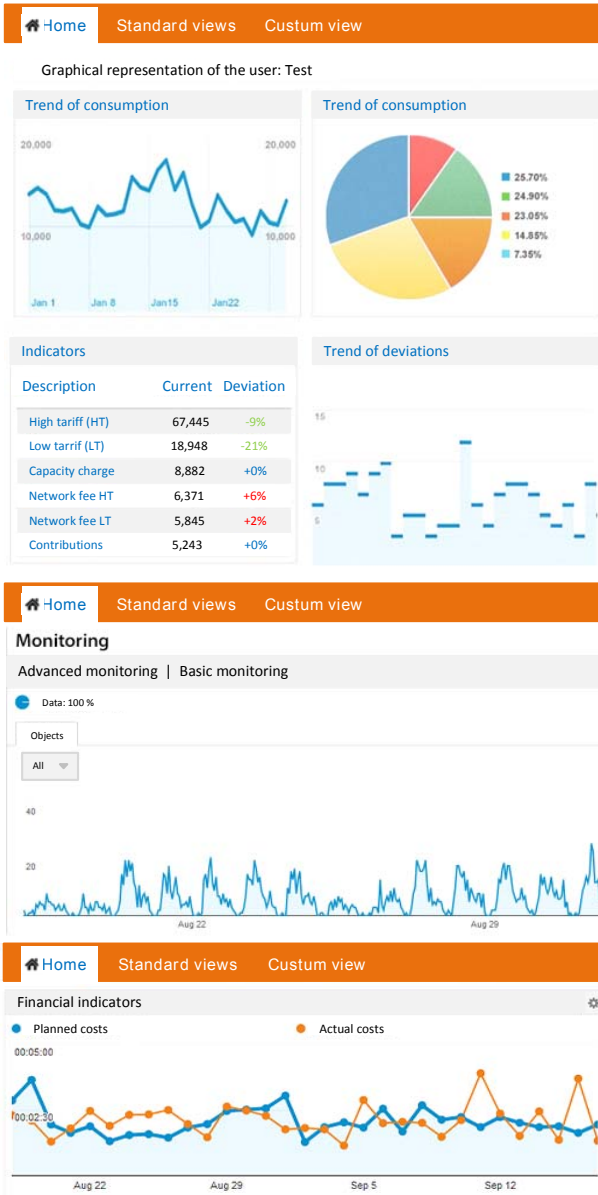 Home Standard views Custum view
Graphical representation of the user: Test
Trend of consumption
20,000 20,000
10,000 10,000
Jan 1 Jan 8 Jan15 Jan22
Trend of consumption
25.70%
24.90%
23.05%
14.85%
7.35%
Indicators
Description Current Deviation
High tariff (HT) 67,445 -9%
Low tarrif (LT) 18,948 -21%
Capacity charge 8,882 +0%
Network fee HT 6,371 +6%
Network fee LT 5,845 +2%
Contributions 5,243 +0%
Trend of deviations
15
10
5
Home Standard views Custum view
Monitoring
Advanced monitoring | Basic monitoring
Data: 100 %
Objects
All
40
20
Aug 22 Aug 29
Home Standard views Custum view
Financial indicators
Planned costs Actual costs
00:05:00
00:02:30
Aug 22 Aug 29 Sep 5 Sep 12